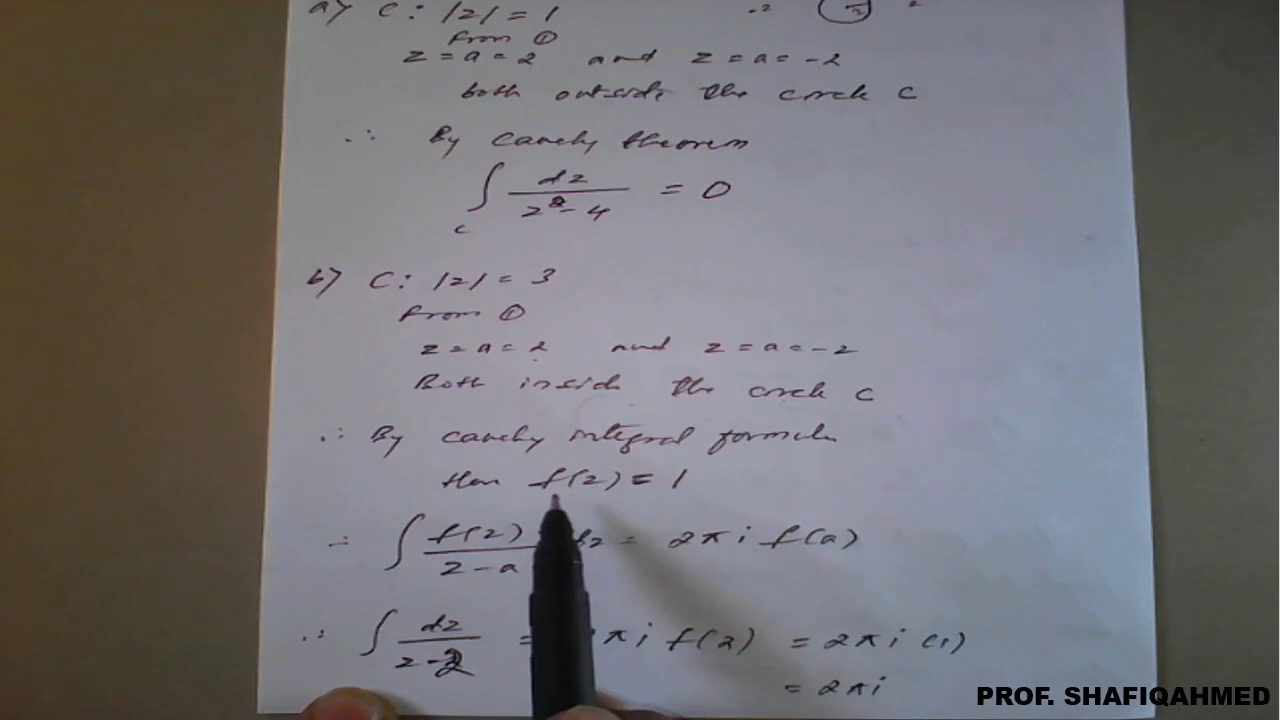 a) C: |z| = 1
From ①
z = a = 2 and z = a = -2
both outside the circle C
∴ By cauchy theorem
∫_C dz / (z² - 4) = 0
b) C: |z| = 3
From ①
z = a = 2 and z = a = -2
Both inside the circle C
∴ By cauchy integral formula
then f(z) = 1
∴ ∫ f(z) / (z - a) dz = 2πi f(a)
∴ ∫ dz / (z - 2) = πi f(2) = 2πi (1)
= 2πi
PROF. SHAFIQAHMED